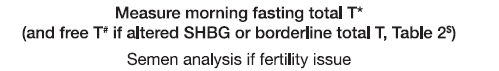 Measure morning fasting total T*
(and free T# if altered SHBG or borderline total T, Table 2$)
Semen analysis if fertility issue